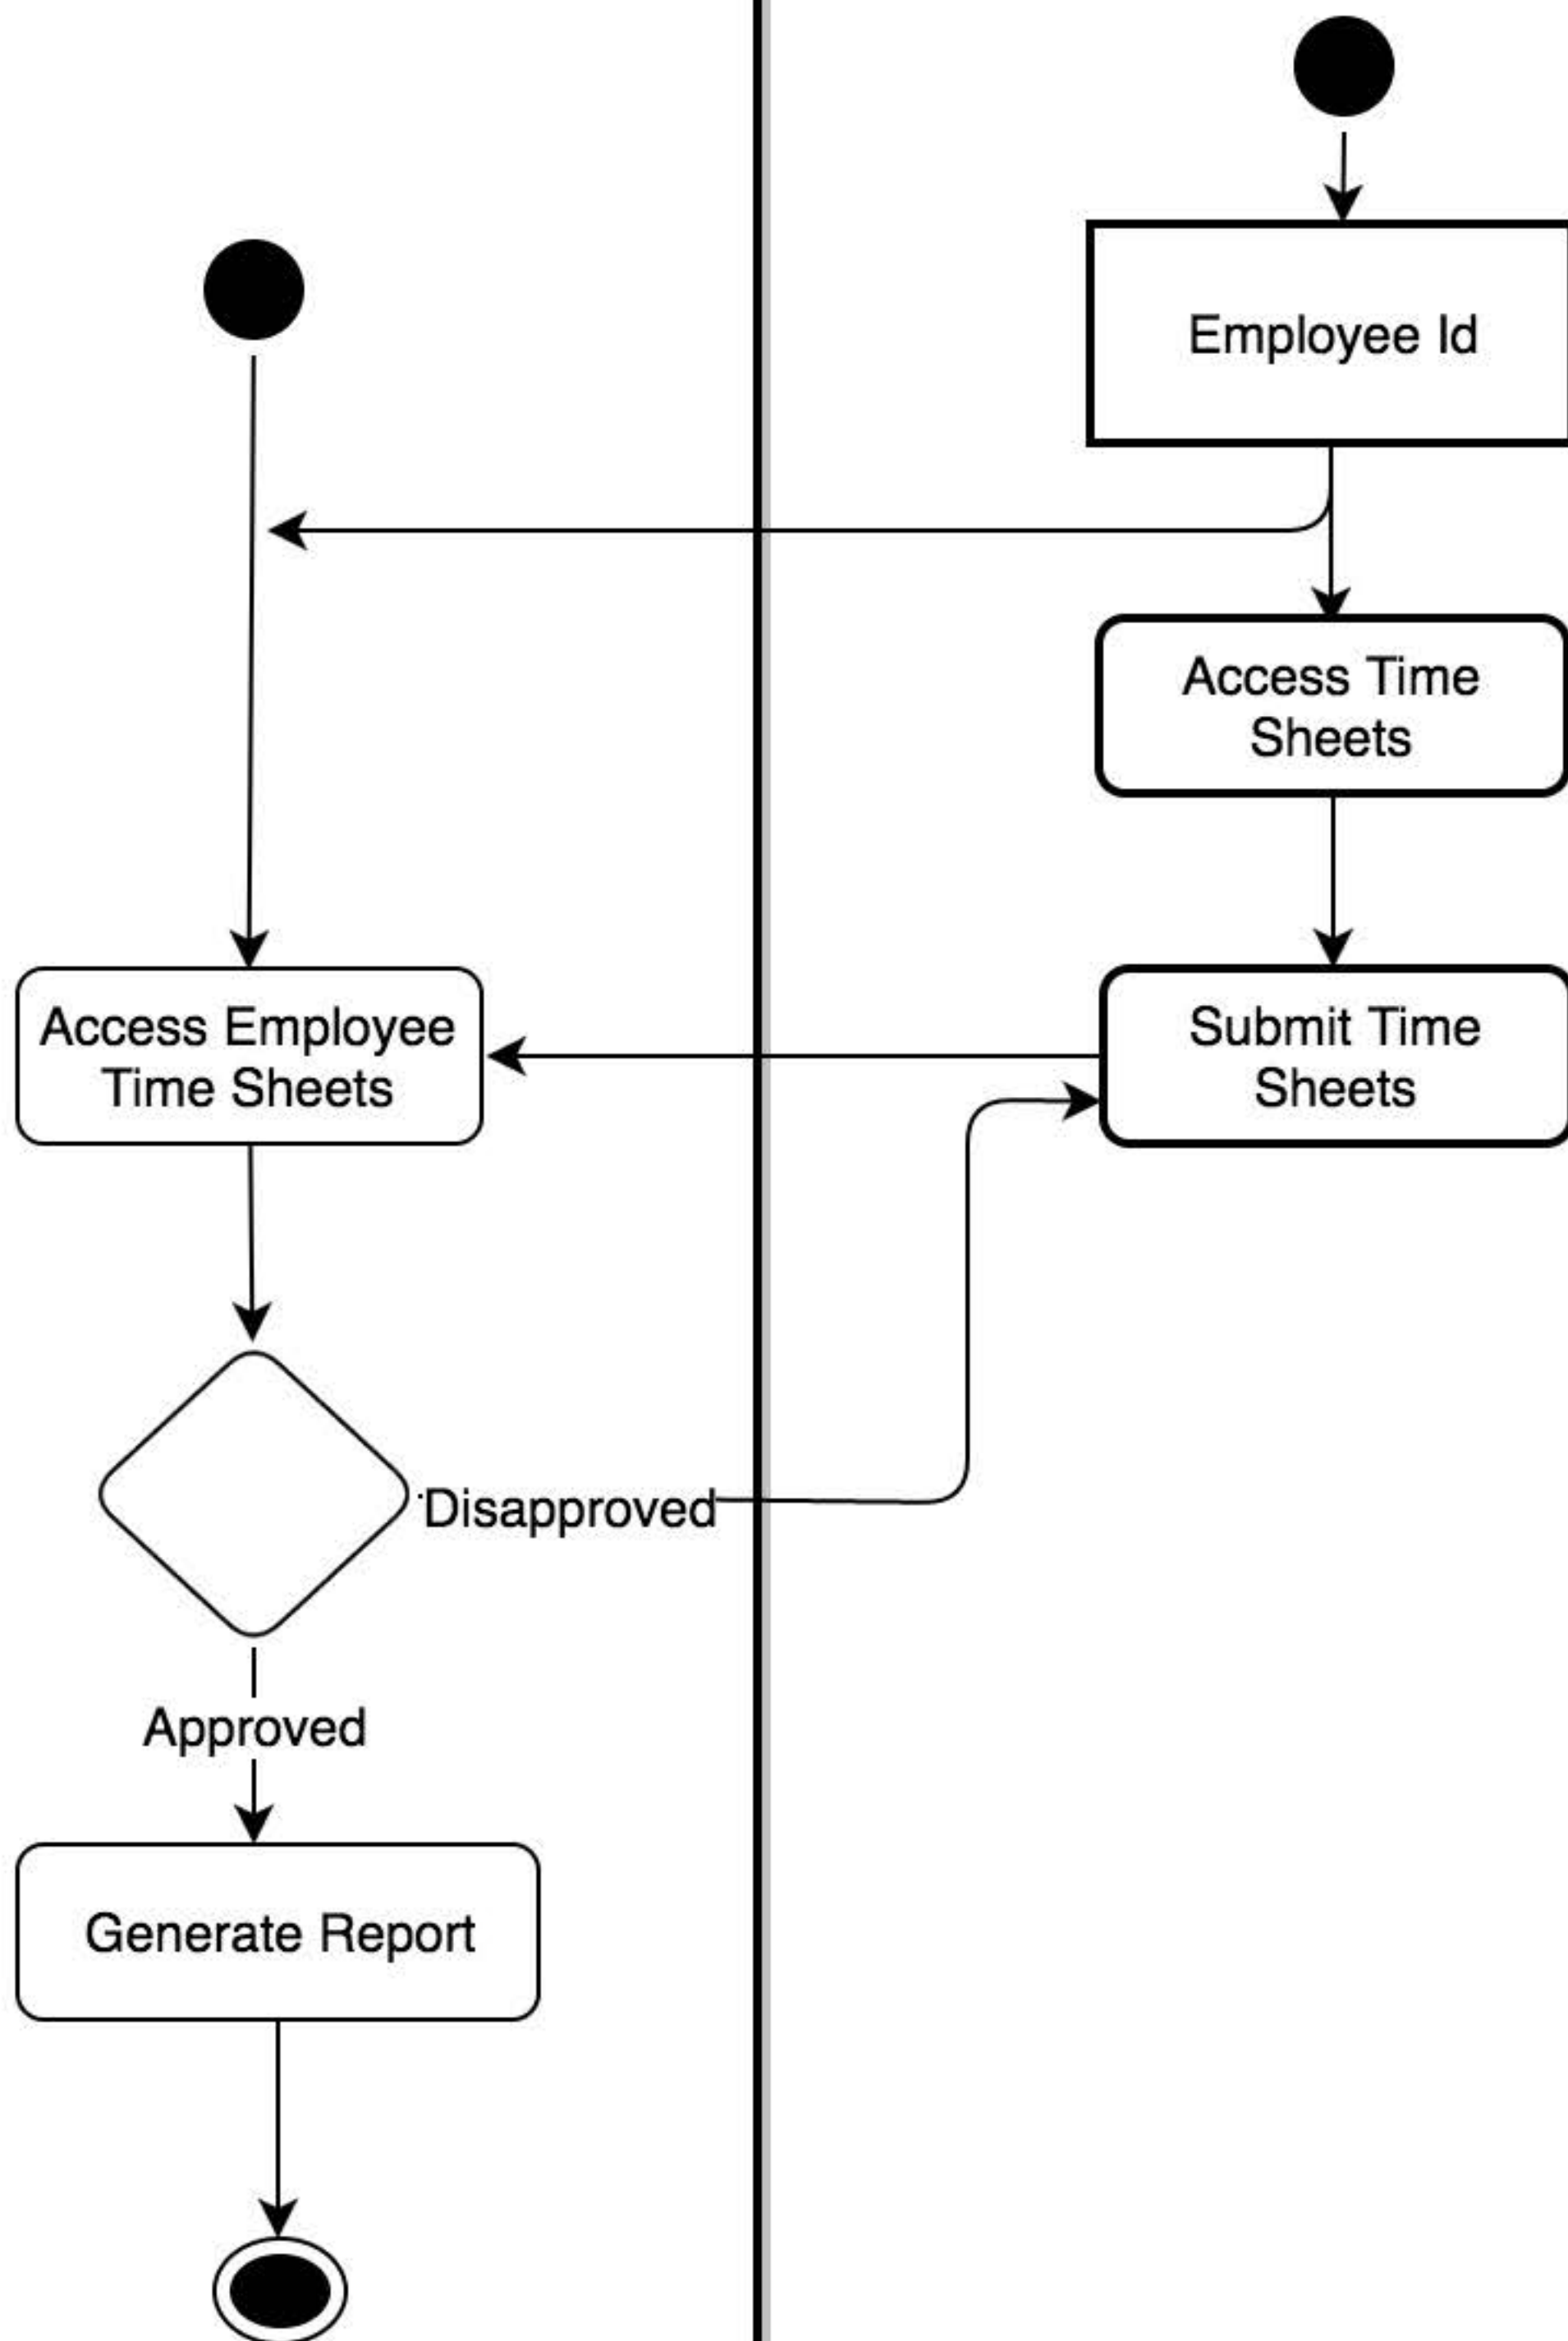 Employee Id
Access Time
Sheets
Access Employee
Time Sheets
Submit Time
Sheets
Disapproved
Approved
Generate Report